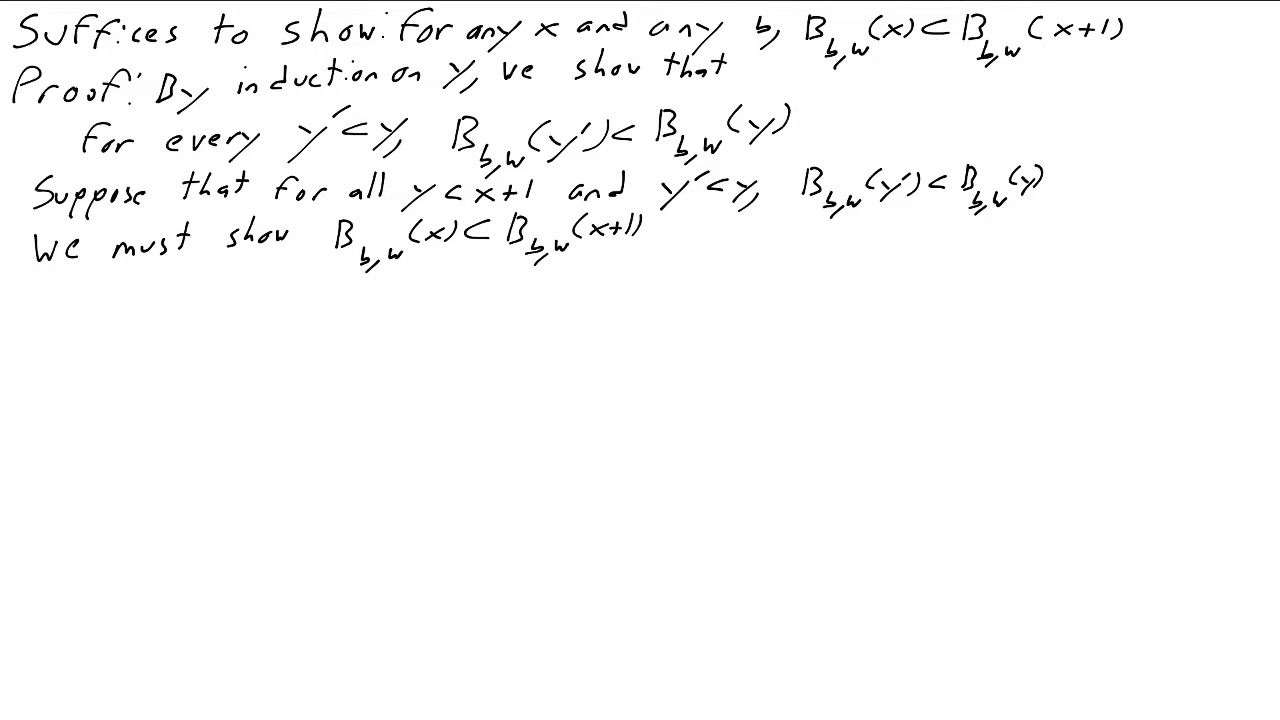 Suffices to show: for any x and any b, B_{b,w}(x) < B_{b,w}(x+1)
Proof: By induction on y, we show that
for every y' < y, B_{b,w}(y') < B_{b,w}(y)
Suppose that for all y < x+1 and y' < y, B_{b,w}(y') < B_{b,w}(y)
We must show B_{b,w}(x) < B_{b,w}(x+1)